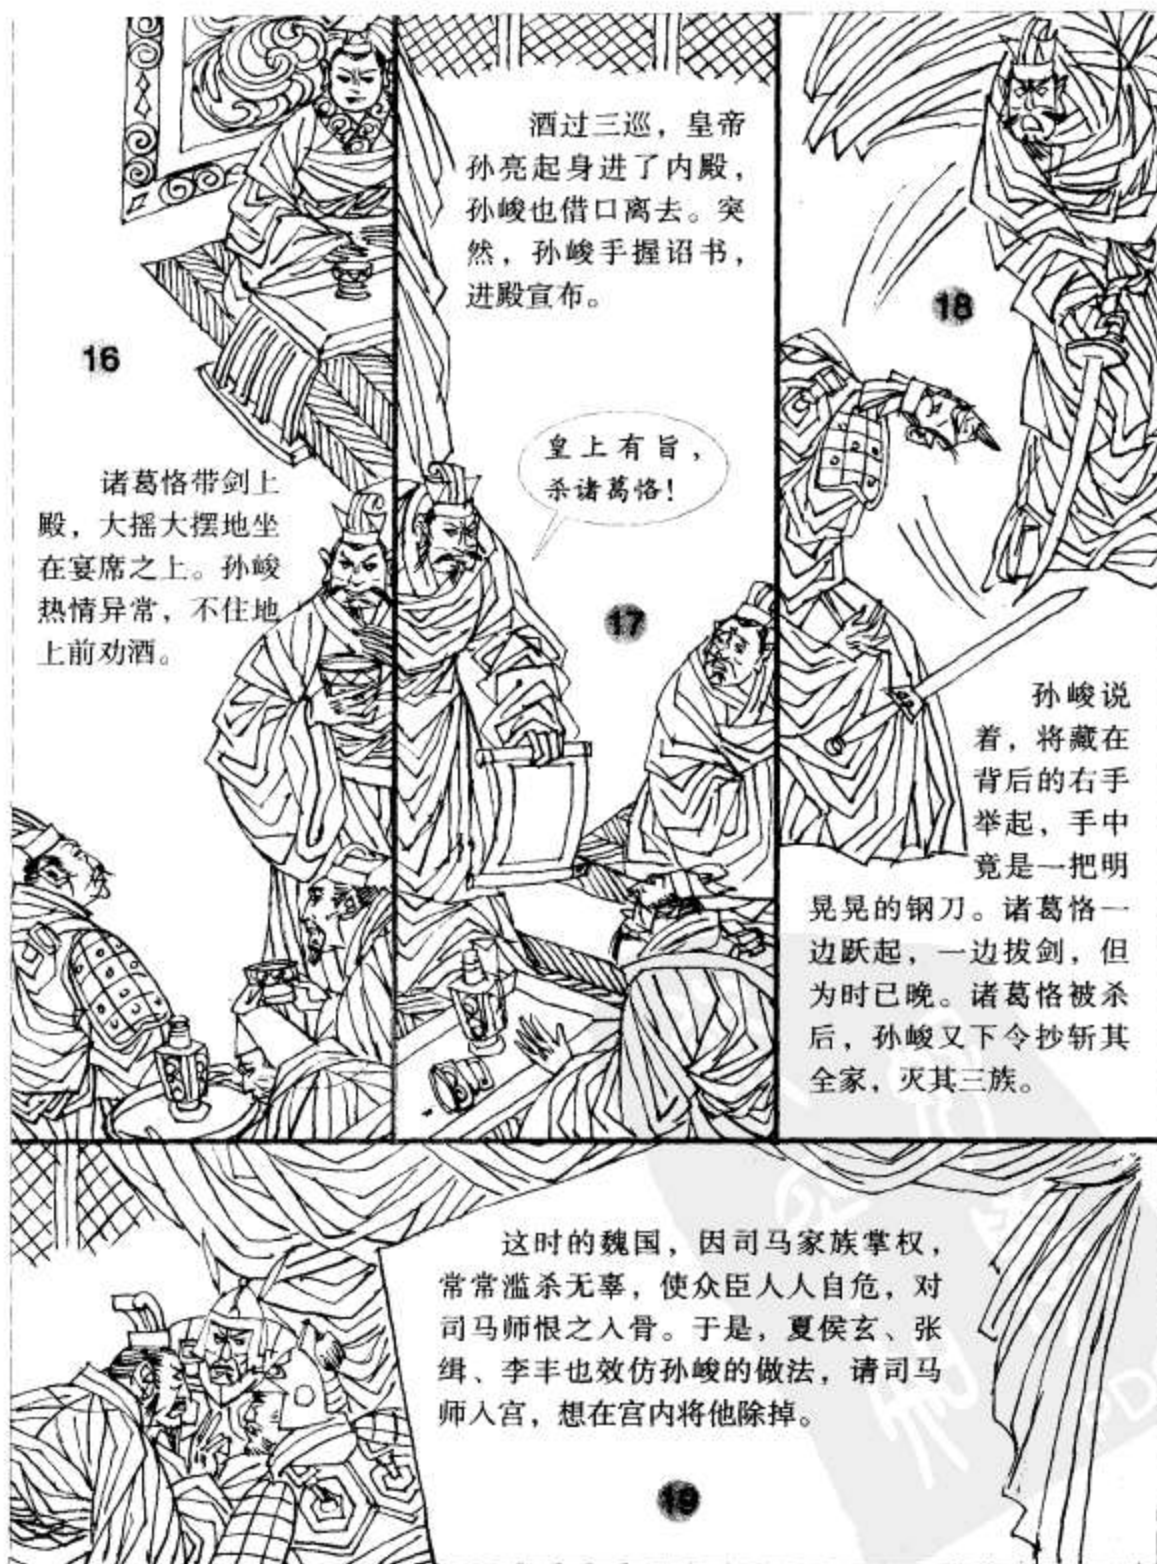 16
诸葛恪带剑上
殿，大摇大摆地坐
在宴席之上。孙峻
热情异常，不住地
上前劝酒。
酒过三巡，皇帝
孙亮起身进了内殿，
孙峻也借口离去。突
然，孙峻手握诏书，
进殿宣布。
皇上有旨，
杀诸葛恪！
17
18
孙峻说
着，将藏在
背后的右手
举起，手中
竟是一把明
晃晃的钢刀。诸葛恪一
边跃起，一边拔剑，但
为时已晚。诸葛恪被杀
后，孙峻又下令抄斩其
全家，灭其三族。
这时的魏国，因司马家族掌权，
常常滥杀无辜，使众臣人人自危，对
司马师恨之入骨。于是，夏侯玄、张
缉、李丰也效仿孙峻的做法，请司马
师入宫，想在宫内将他除掉。
19